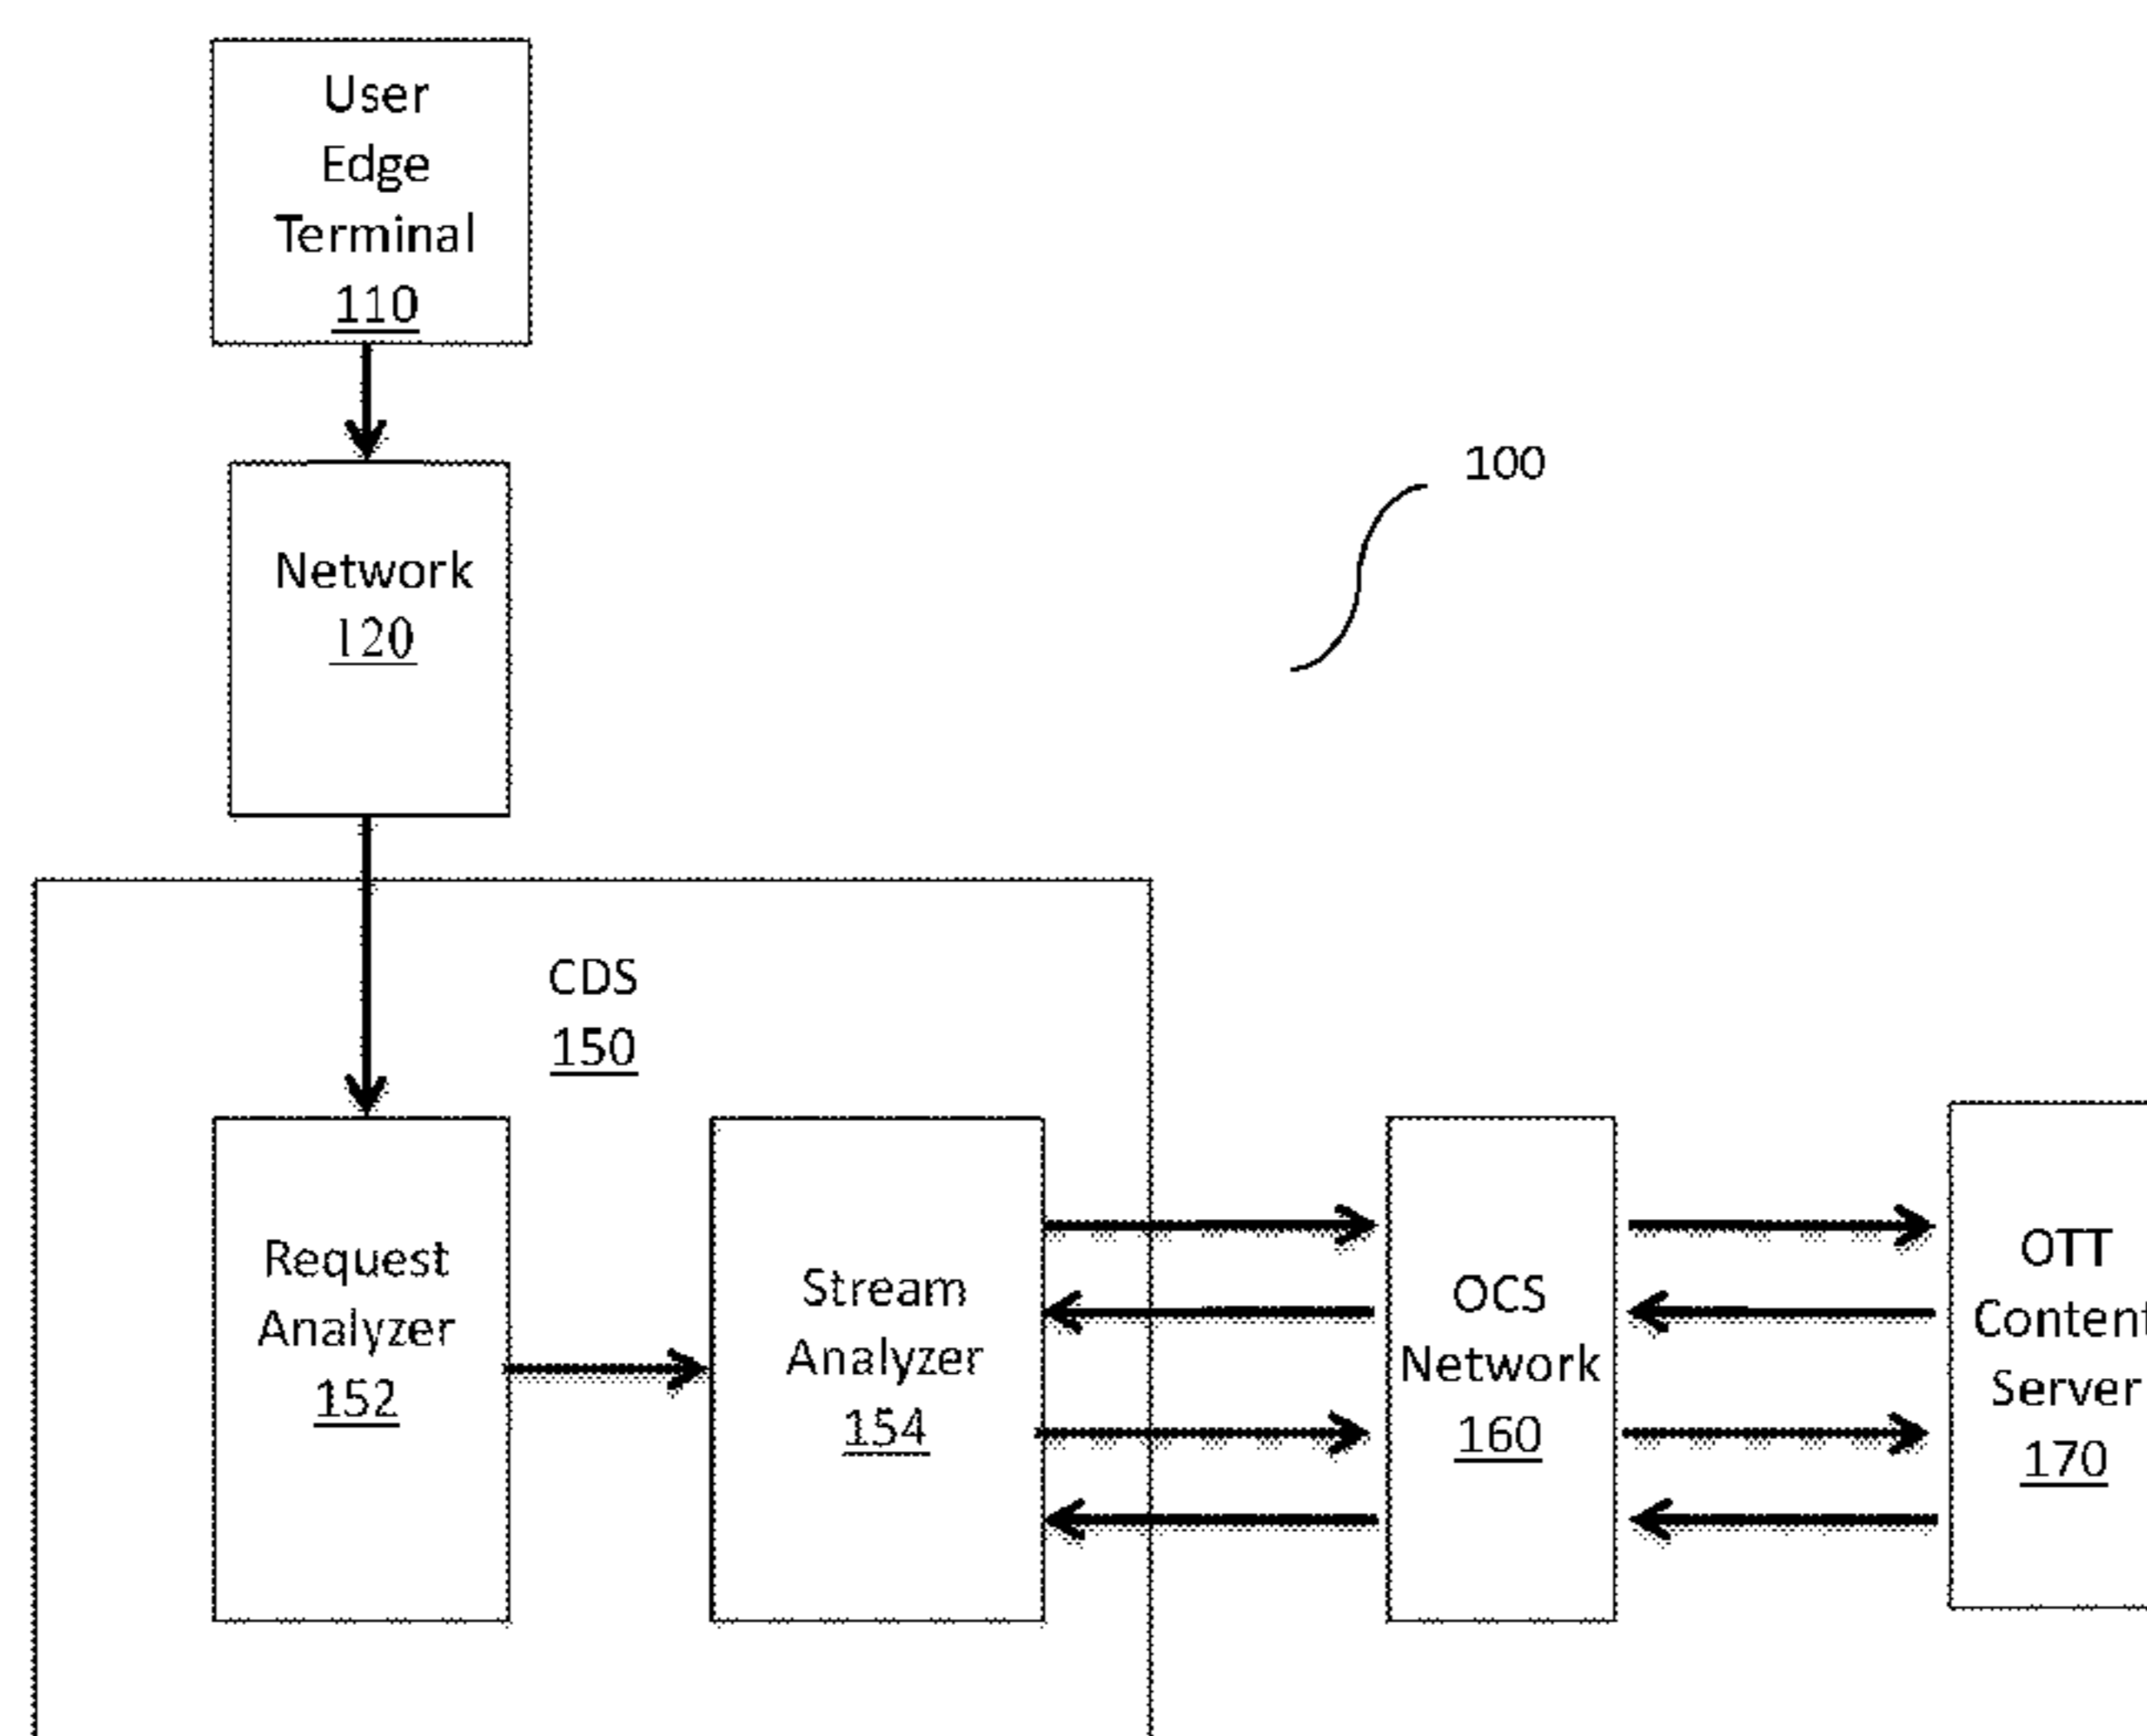 User
Edge
Terminal
110
Network
120
100
CDS
150
Request
Analyzer
152
Stream
Analyzer
154
OCS
Network
160
OTT
Content
Server
170